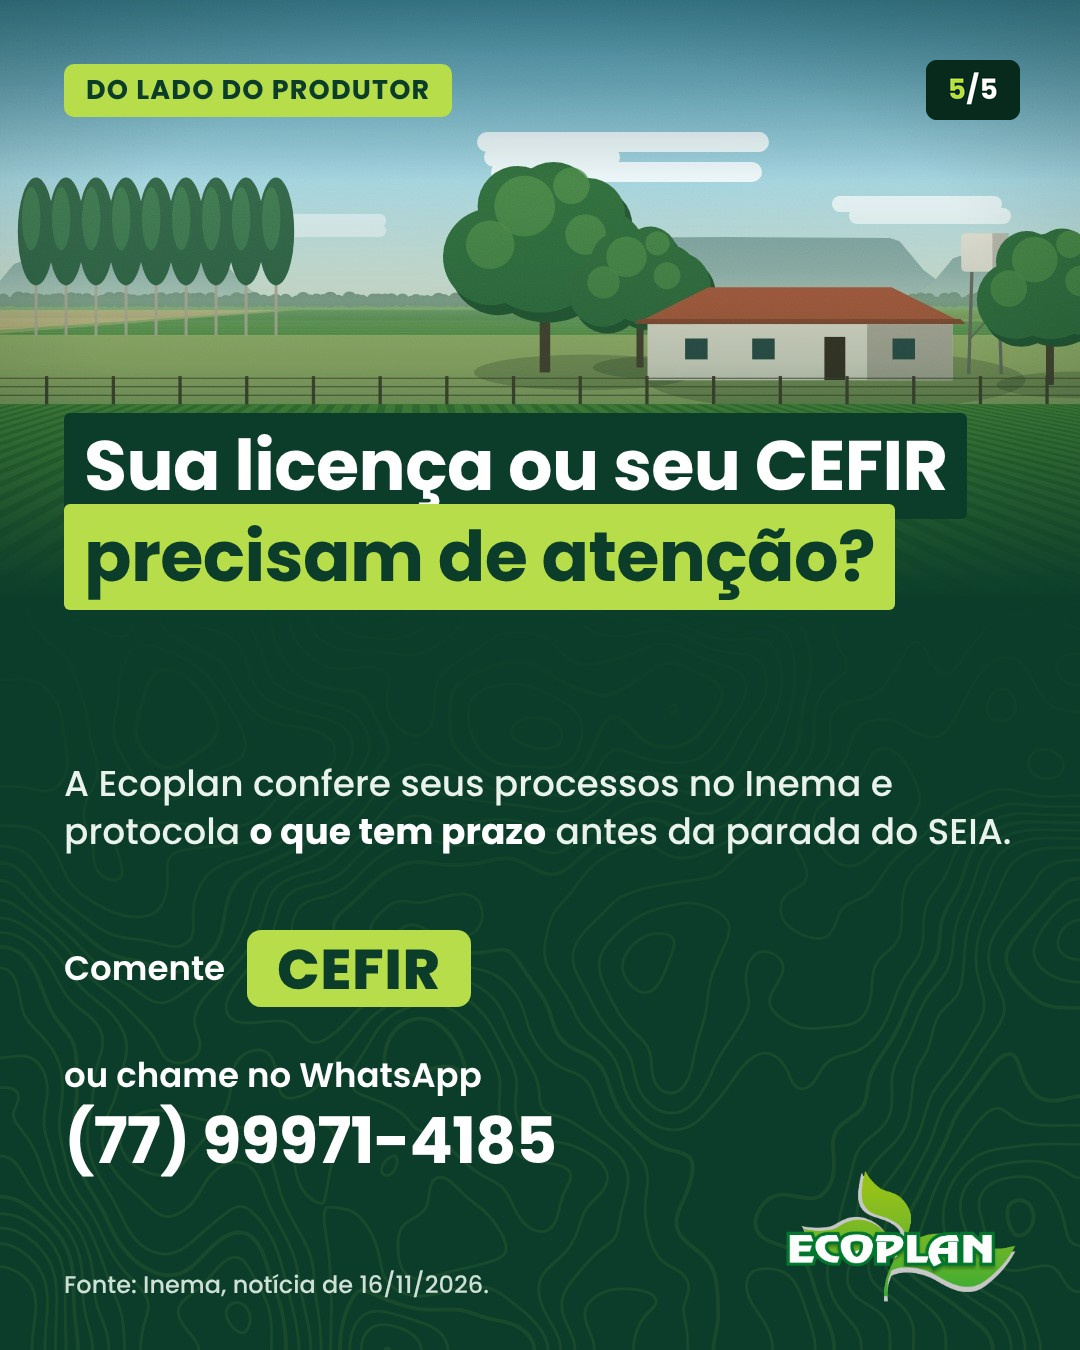 DO LADO DO PRODUTOR
5/5
Sua licença ou seu CEFIR
precisam de atenção?
A Ecoplan confere seus processos no Inema e
protocola o que tem prazo antes da parada do SEIA.
Comente CEFIR
ou chame no WhatsApp
(77) 99971-4185
ECOPLAN
Fonte: Inema, notícia de 16/11/2026.